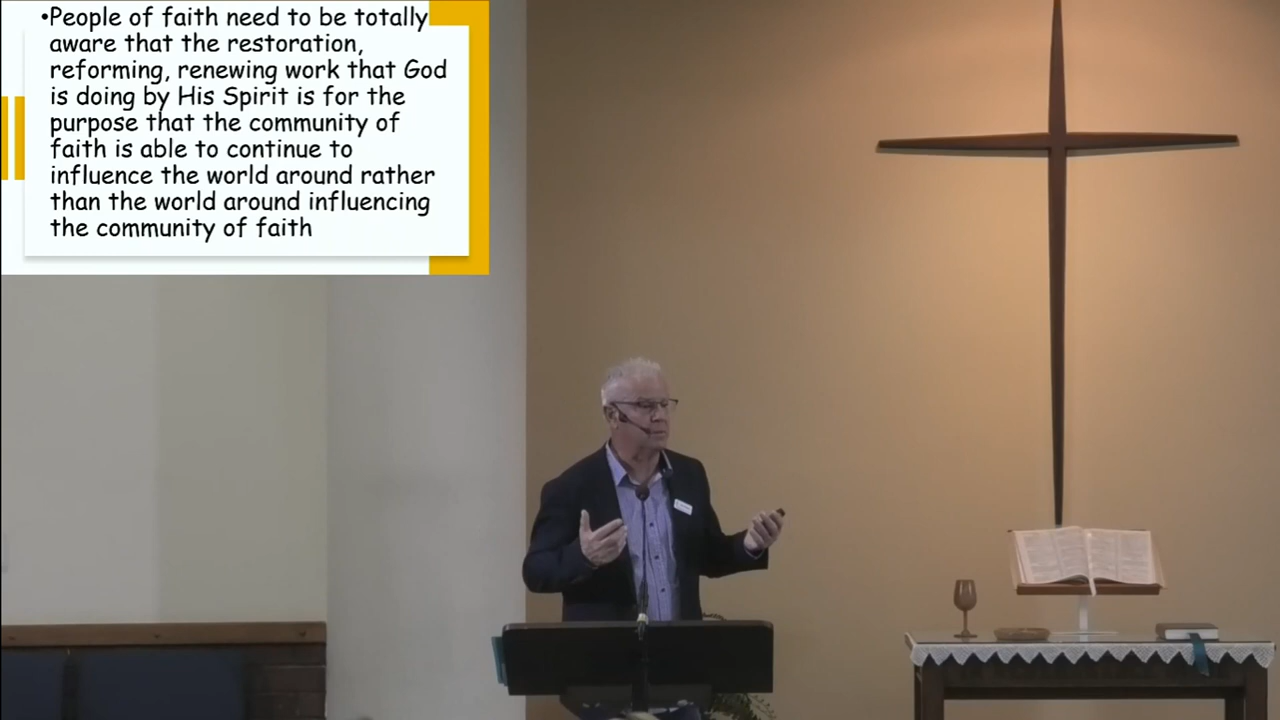 •People of faith need to be totally
aware that the restoration,
reforming, renewing work that God
is doing by His Spirit is for the
purpose that the community of
faith is able to continue to
influence the world around rather
than the world around influencing
the community of faith